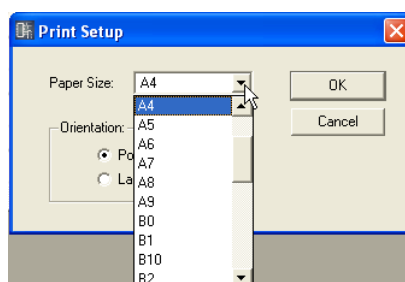 Print Setup
Paper Size: A4 OK
A4
Orientation: A5 Cancel
A6
Po A7
La A8
A9
B0
B1
B10
B2